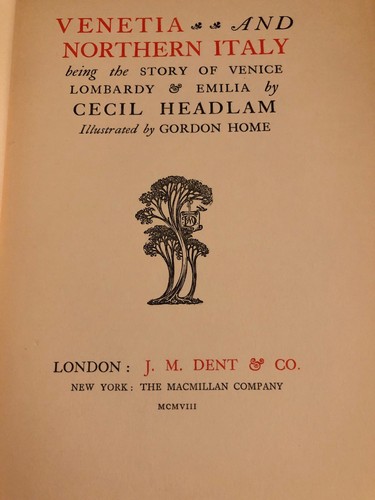 VENETIA AND
NORTHERN ITALY
being the STORY OF VENICE
LOMBARDY & EMILIA by
CECIL HEADLAM
Illustrated by GORDON HOME
LONDON: J. M. DENT & CO.
NEW YORK: THE MACMILLAN COMPANY
MCMVIII